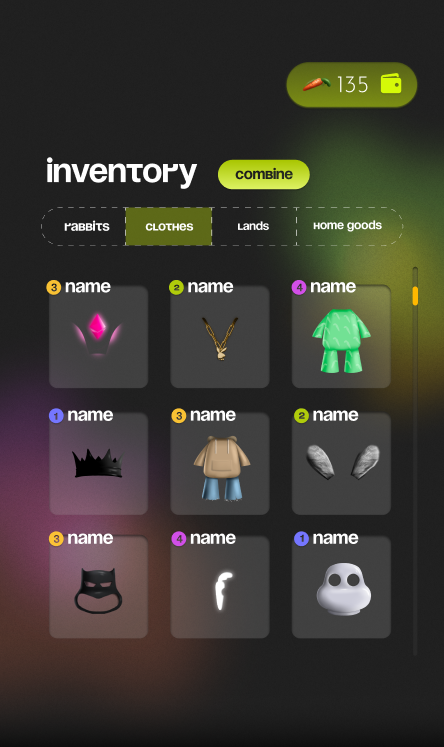 135
inventory
combine
rabbits
clothes
Lands
Home goods
3 name
2 name
4 name
1 name
3 name
2 name
3 name
4 name
1 name